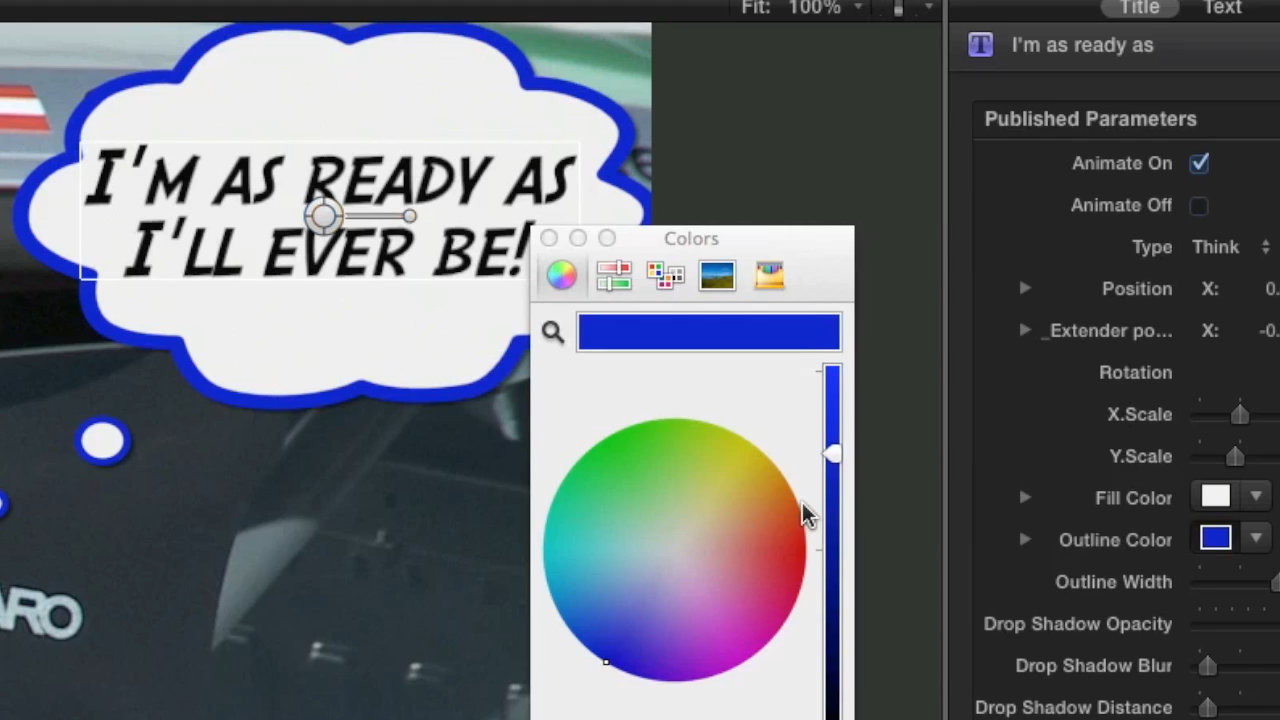 Fit: 100%
Title Text
I'm as ready as
Published Parameters
Animate On
Animate Off
Type Think
Position X: 0.
_Extender po... X: -0.
Rotation
X.Scale
Y.Scale
Fill Color
Outline Color
Outline Width
Drop Shadow Opacity
Drop Shadow Blur
Drop Shadow Distance
I'M AS READY AS
I'LL EVER BE!
Colors
ARO